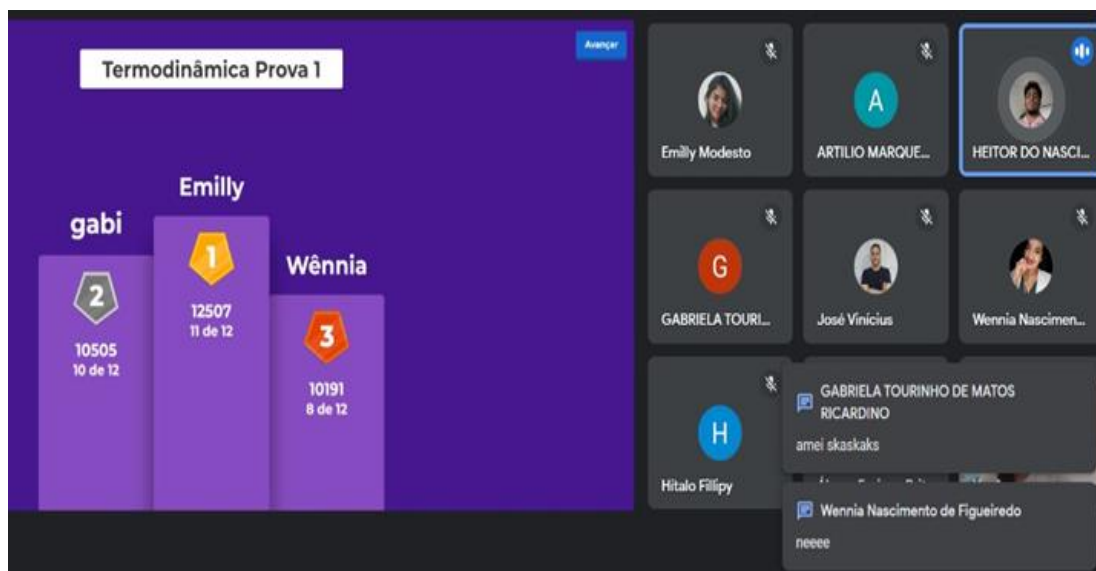 Avançar
Termodinâmica Prova 1
Emilly
gabi
Wênnia
1
2
3
12507
11 de 12
10505
10 de 12
10191
8 de 12
Emilly Modesto
A
ARTILIO MARQUE...
HEITOR DO NASCI...
G
GABRIELA TOURI...
José Vinícius
Wennia Nascimen...
H
Hítalo Fillipy
GABRIELA TOURINHO DE MATOS
RICARDINO
amei skaskaks
Wennia Nascimento de Figueiredo
neeee